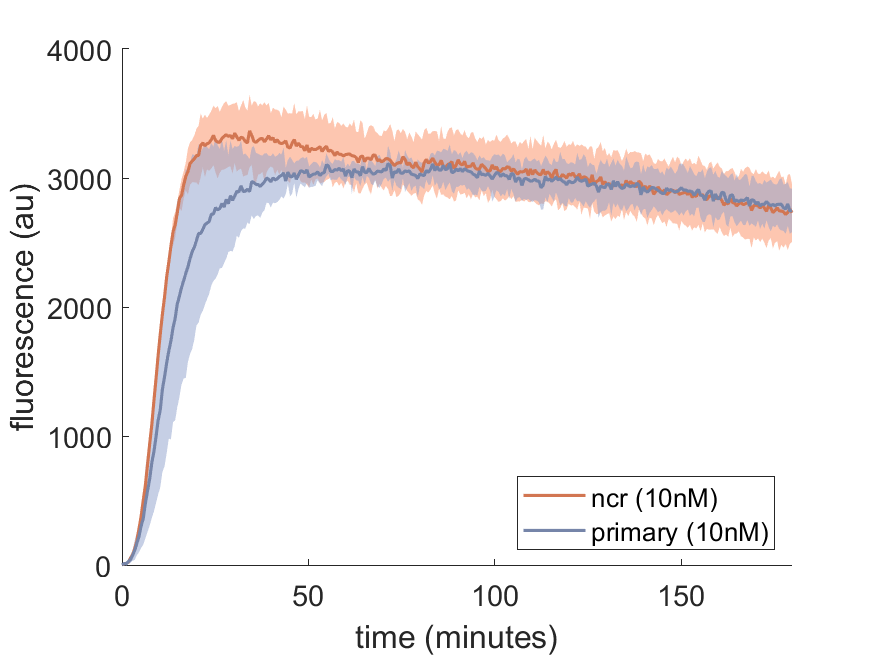 4000
3000
2000
1000
0
fluorescence (au)
0 50 100 150
time (minutes)
ncr (10nM)
primary (10nM)